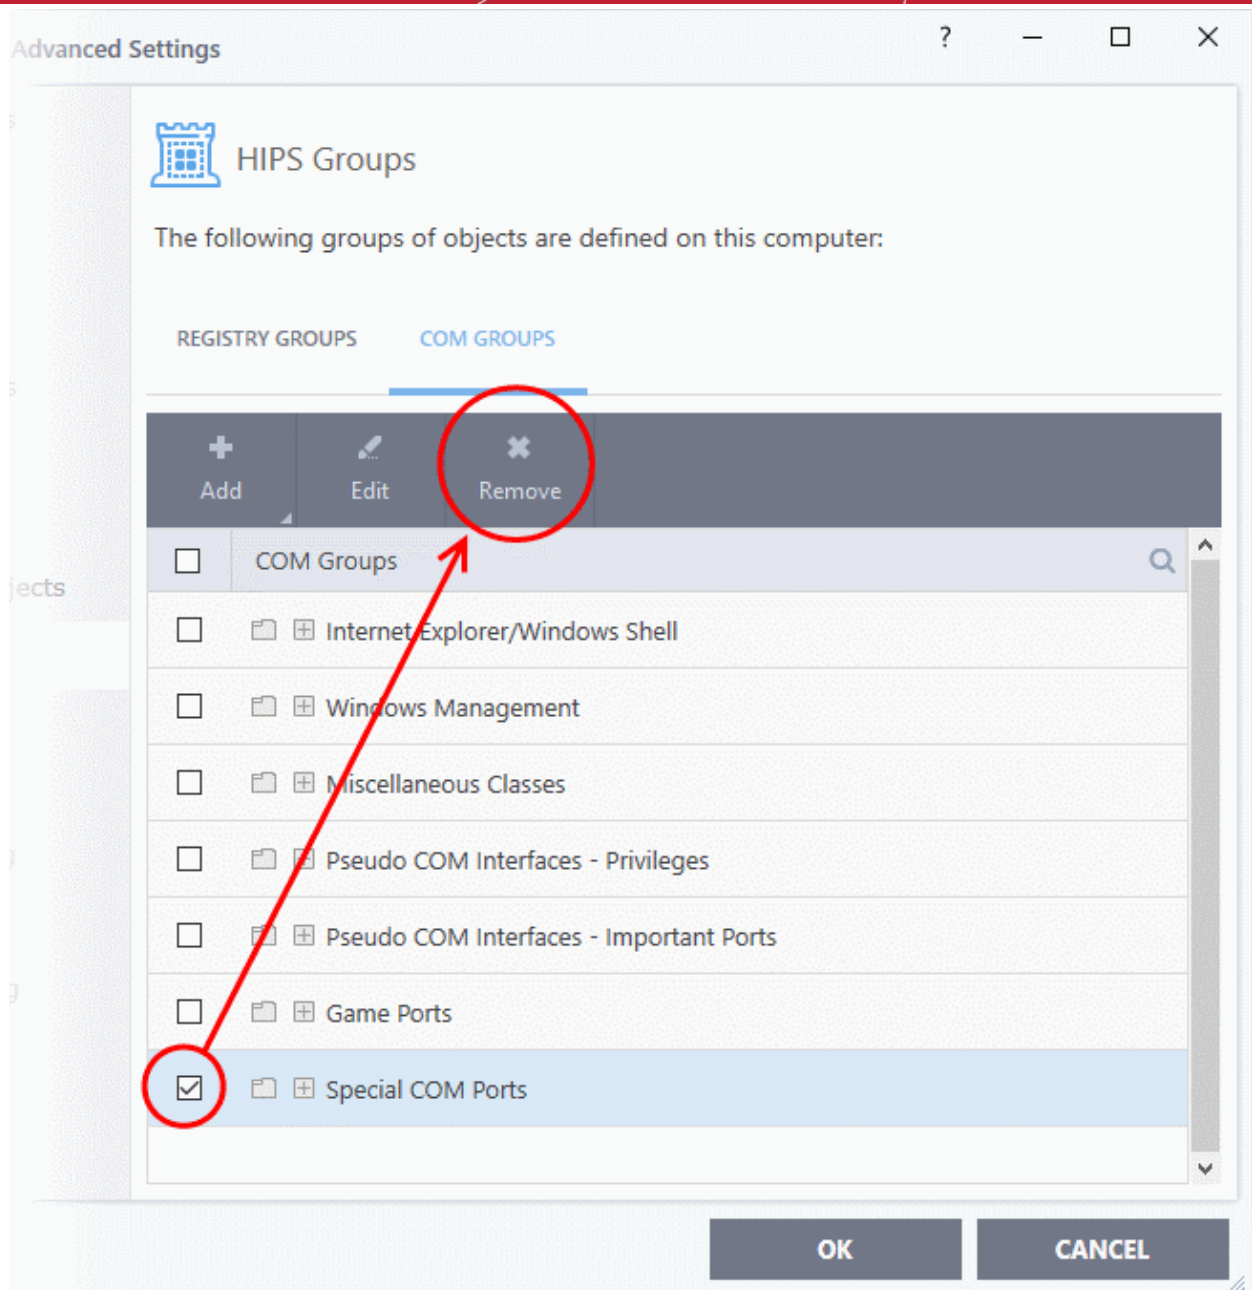 Advanced Settings
?
s
HIPS Groups
The following groups of objects are defined on this computer:
REGISTRY GROUPS COM GROUPS
s
Add Edit Remove
COM Groups
jects
Internet Explorer/Windows Shell
Windows Management
Miscellaneous Classes
Pseudo COM Interfaces - Privileges
Pseudo COM Interfaces - Important Ports
g
Game Ports
Special COM Ports
OK CANCEL